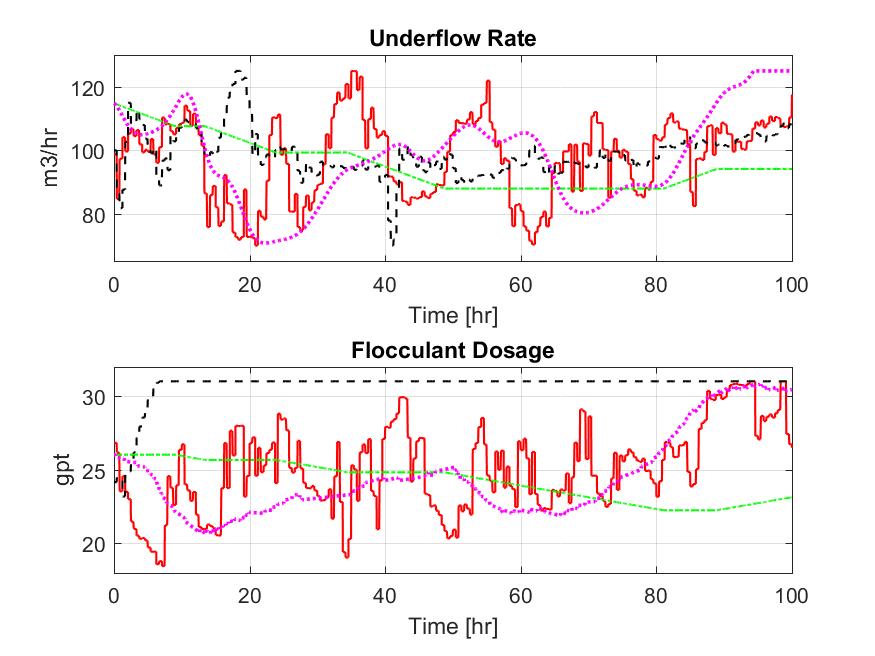 Underflow Rate
120
100
80
m3/hr
0 20 40 60 80 100
Time [hr]
Flocculant Dosage
30
25
20
gpt
0 20 40 60 80 100
Time [hr]